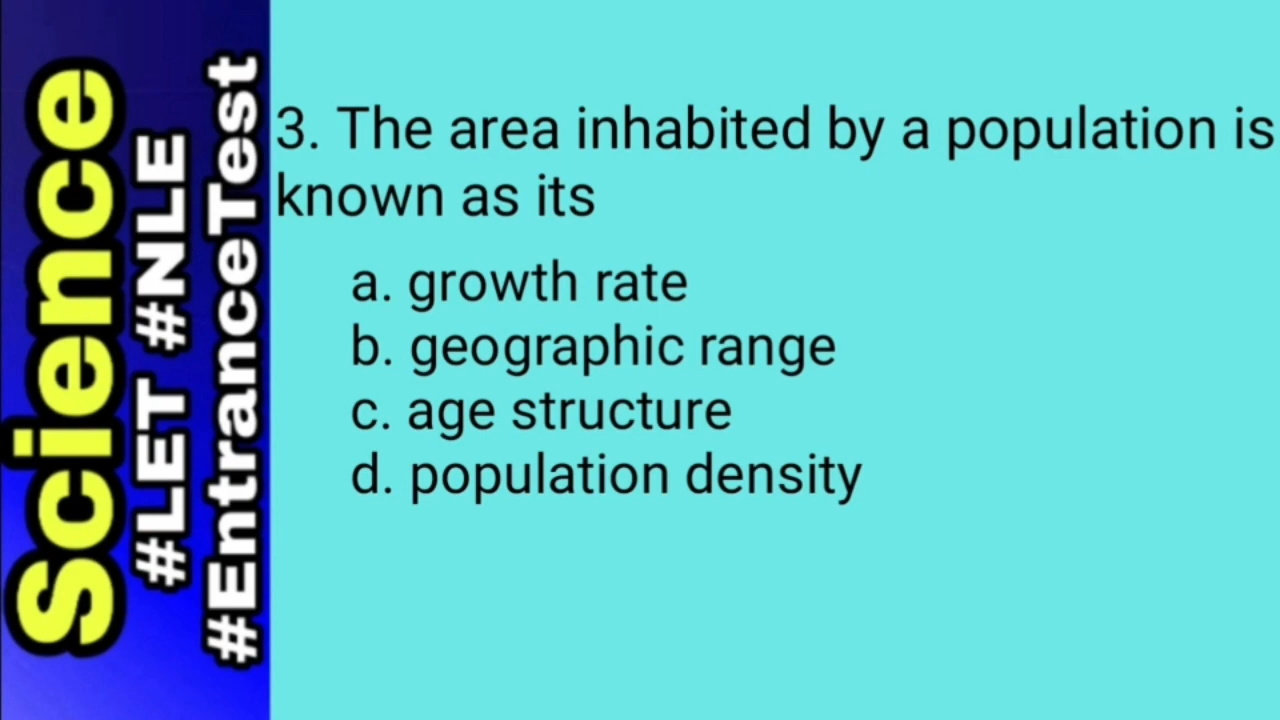 Science
#LET #NLE
#EntranceTest
3. The area inhabited by a population is
known as its
a. growth rate
b. geographic range
c. age structure
d. population density